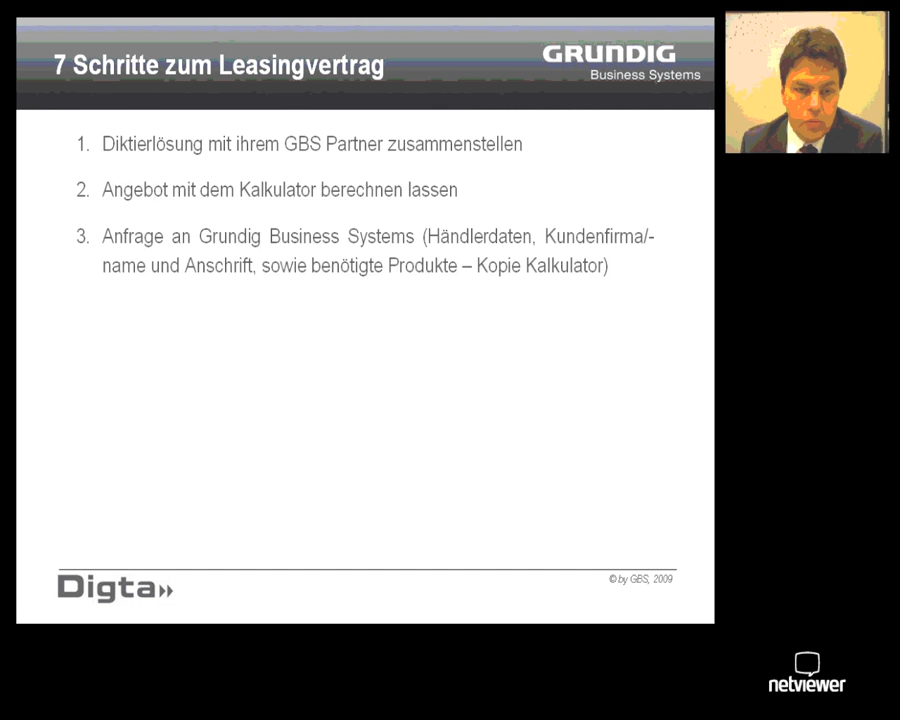 7 Schritte zum Leasingvertrag
GRUNDIG
Business Systems
1. Diktierlösung mit ihrem GBS Partner zusammenstellen
2. Angebot mit dem Kalkulator berechnen lassen
3. Anfrage an Grundig Business Systems (Händlerdaten, Kundenfirma/-
name und Anschrift, sowie benötigte Produkte – Kopie Kalkulator)
Digta
© by GBS, 2009
netviewer